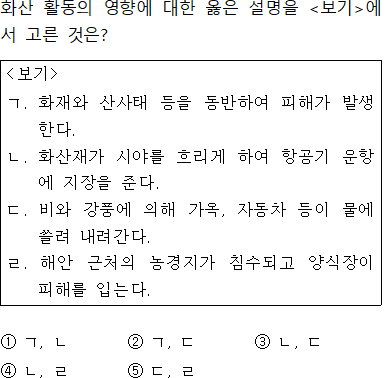 화산 활동의 영향에 대한 옳은 설명을 <보기>에
서 고른 것은?
<보기>
ㄱ. 화재와 산사태 등을 동반하여 피해가 발생
한다.
ㄴ. 화산재가 시야를 흐리게 하여 항공기 운항
에 지장을 준다.
ㄷ. 비와 강풍에 의해 가옥, 자동차 등이 물에
쓸려 내려간다.
ㄹ. 해안 근처의 농경지가 침수되고 양식장이
피해를 입는다.
① ㄱ, ㄴ ② ㄱ, ㄷ ③ ㄴ, ㄷ
④ ㄴ, ㄹ ⑤ ㄷ, ㄹ